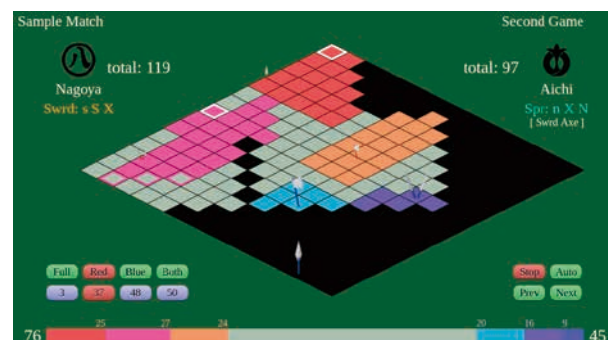 Sample Match
Second Game
total: 119
total: 97
Nagoya
Aichi
Swrd: s S X
Spr: n X N
[ Swrd Axe ]
Full Red Blue Both
Stop Auto
3 37 48 50
Prev Next
25 27 24 20 16 9
76 45